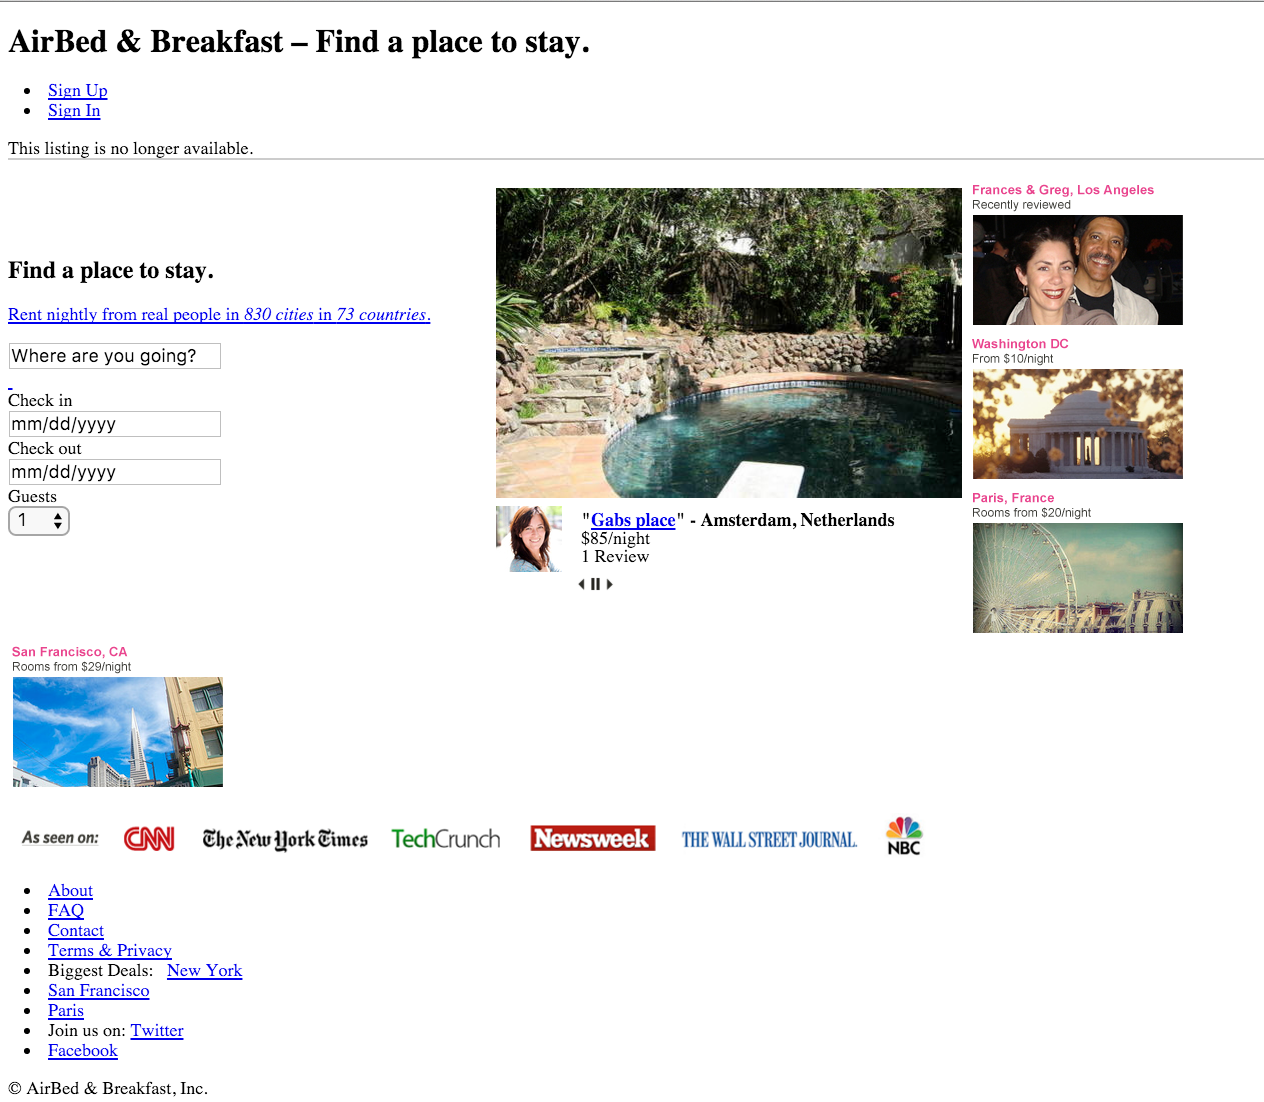 AirBed & Breakfast – Find a place to stay.
Sign Up
Sign In
This listing is no longer available.
Find a place to stay.
Rent nightly from real people in 830 cities in 73 countries.
Where are you going?
Check in
mm/dd/yyyy
Check out
mm/dd/yyyy
Guests
1
"Gabs place" - Amsterdam, Netherlands
$85/night
1 Review
Frances & Greg, Los Angeles
Recently reviewed
Washington DC
From $10/night
Paris, France
Rooms from $20/night
San Francisco, CA
Rooms from $29/night
As seen on: CNN The New York Times TechCrunch Newsweek THE WALL STREET JOURNAL. NBC
About
FAQ
Contact
Terms & Privacy
Biggest Deals: New York
San Francisco
Paris
Join us on: Twitter
Facebook
© AirBed & Breakfast, Inc.